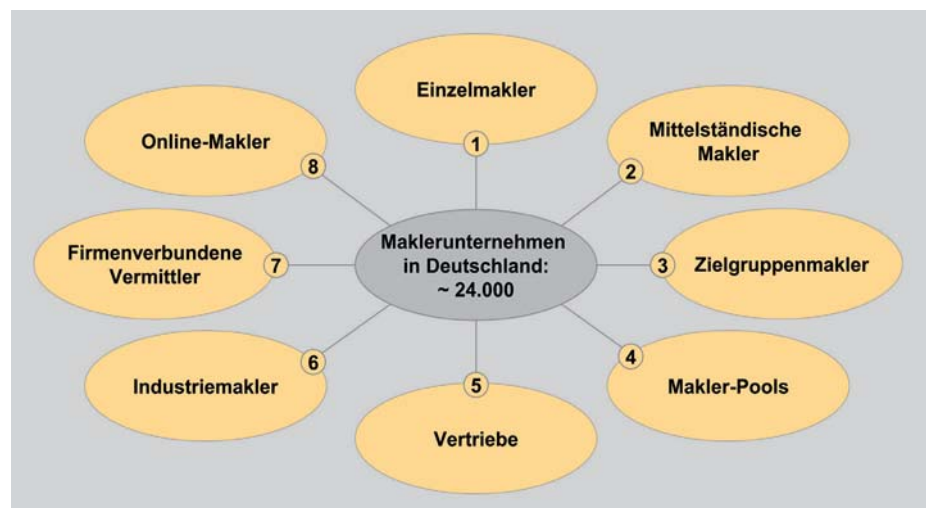 Einzelmakler
1
Mittelständische
Makler
2
3
Zielgruppenmakler
4
Makler-Pools
5
Vertriebe
6
Industriemakler
Firmenverbundene
Vermittler
7
Online-Makler
8
Maklerunternehmen
in Deutschland:
~ 24.000